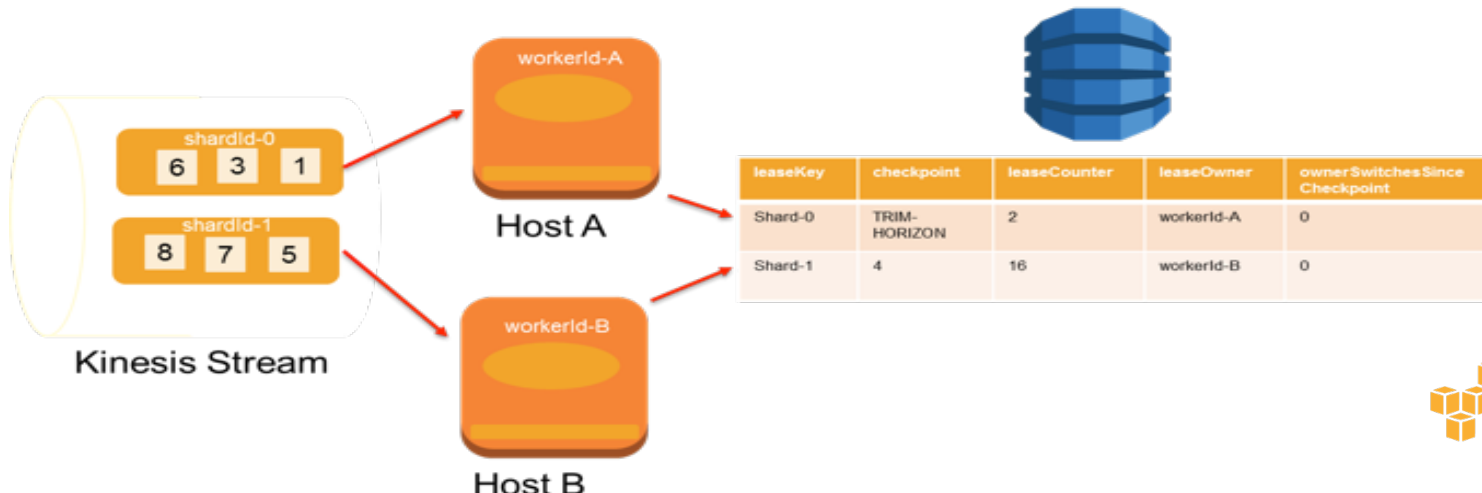 shardId-0
6 3 1
shardId-1
8 7 5
Kinesis Stream
workerId-A
Host A
workerId-B
Host B
leaseKey checkpoint leaseCounter leaseOwner ownerSwitchesSince
Checkpoint
Shard-0 TRIM- 2 workerId-A 0
HORIZON
Shard-1 4 16 workerId-B 0